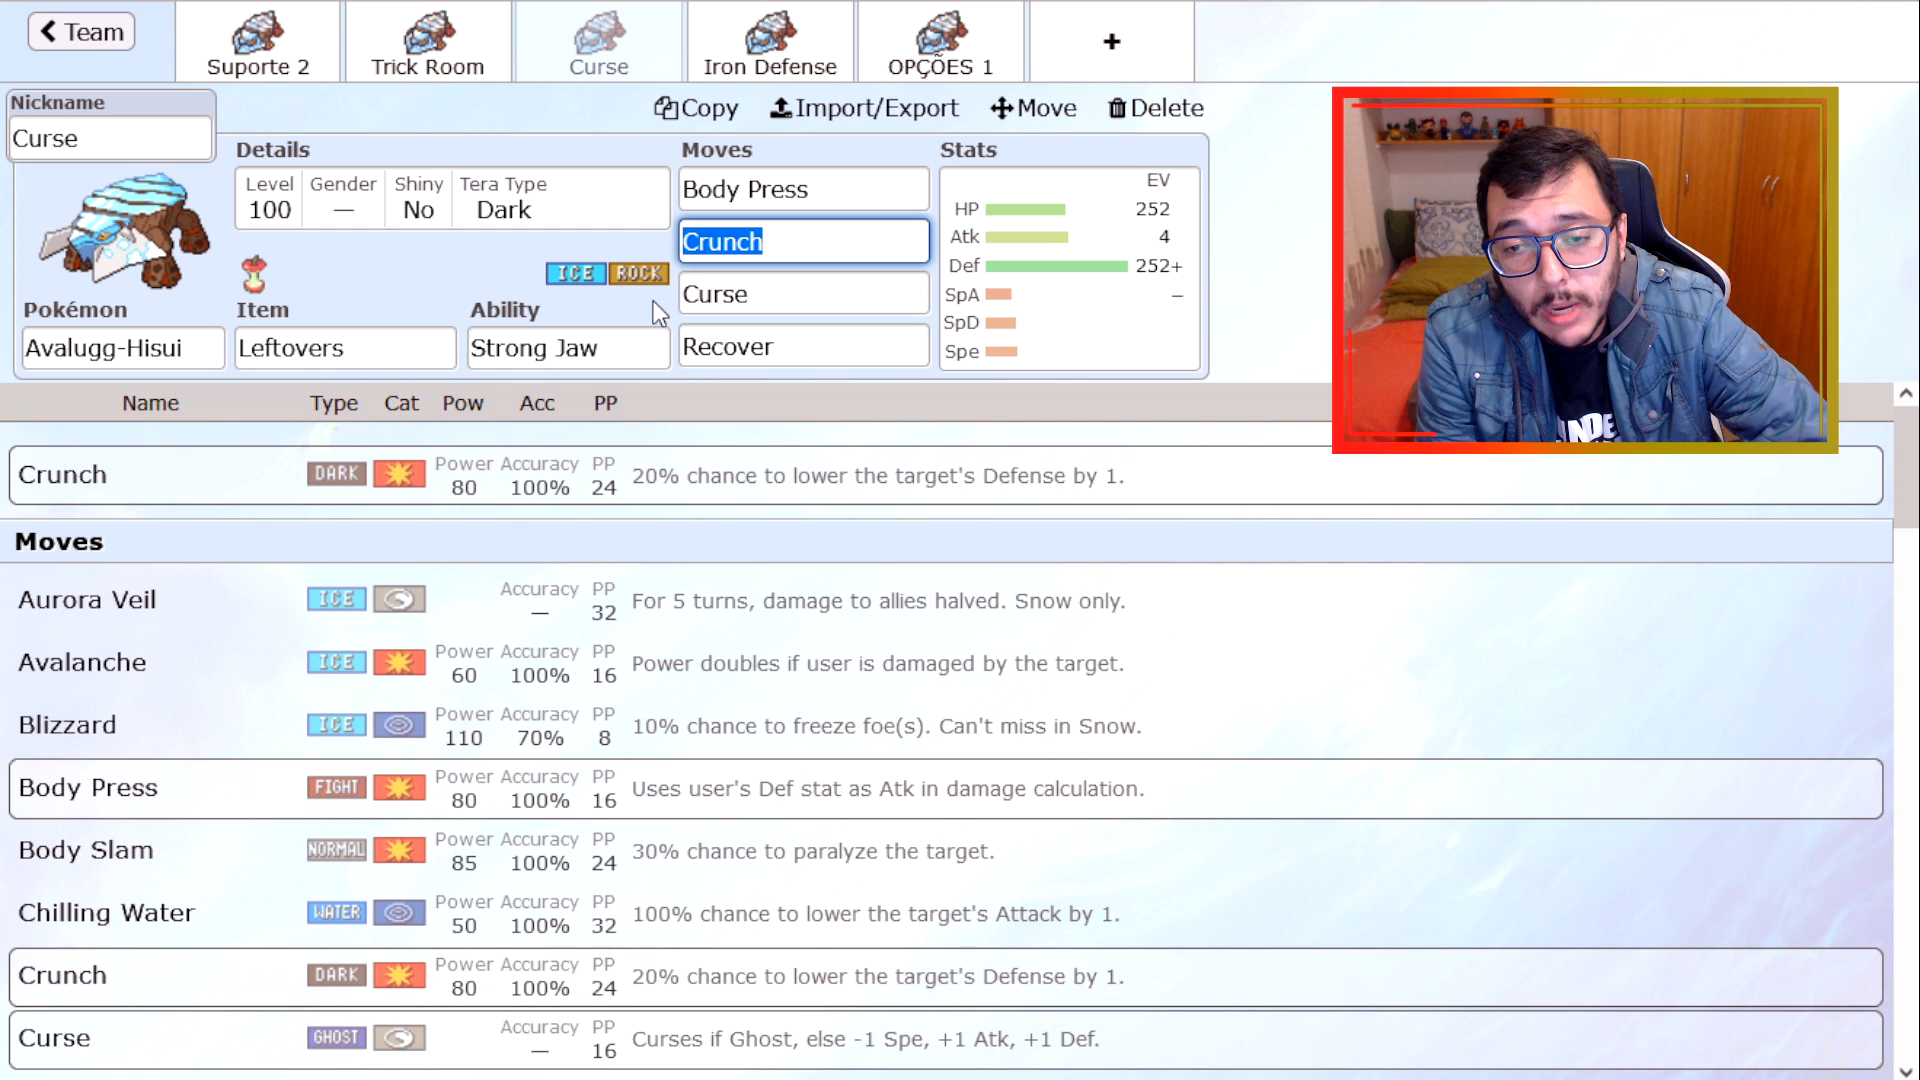 Team
Suporte 2
Trick Room
Curse
Iron Defense
OPÇÕES 1
+
Nickname
Curse
Copy
Import/Export
Move
Delete
Details
Moves
Stats
Level
100
Gender
—
Shiny
No
Tera Type
Dark
ICE ROCK
Pokémon
Avalugg-Hisui
Item
Leftovers
Ability
Strong Jaw
Body Press
Crunch
Curse
Recover
EV
HP 252
Atk 4
Def 252+
SpA –
SpD
Spe
Name Type Cat Pow Acc PP
Crunch DARK Power 80 Accuracy 100% PP 24 20% chance to lower the target's Defense by 1.
Moves
Aurora Veil ICE Accuracy — PP 32 For 5 turns, damage to allies halved. Snow only.
Avalanche ICE Power 60 Accuracy 100% PP 16 Power doubles if user is damaged by the target.
Blizzard ICE Power 110 Accuracy 70% PP 8 10% chance to freeze foe(s). Can't miss in Snow.
Body Press FIGHT Power 80 Accuracy 100% PP 16 Uses user's Def stat as Atk in damage calculation.
Body Slam NORMAL Power 85 Accuracy 100% PP 24 30% chance to paralyze the target.
Chilling Water WATER Power 50 Accuracy 100% PP 32 100% chance to lower the target's Attack by 1.
Crunch DARK Power 80 Accuracy 100% PP 24 20% chance to lower the target's Defense by 1.
Curse GHOST Accuracy — PP 16 Curses if Ghost, else -1 Spe, +1 Atk, +1 Def.